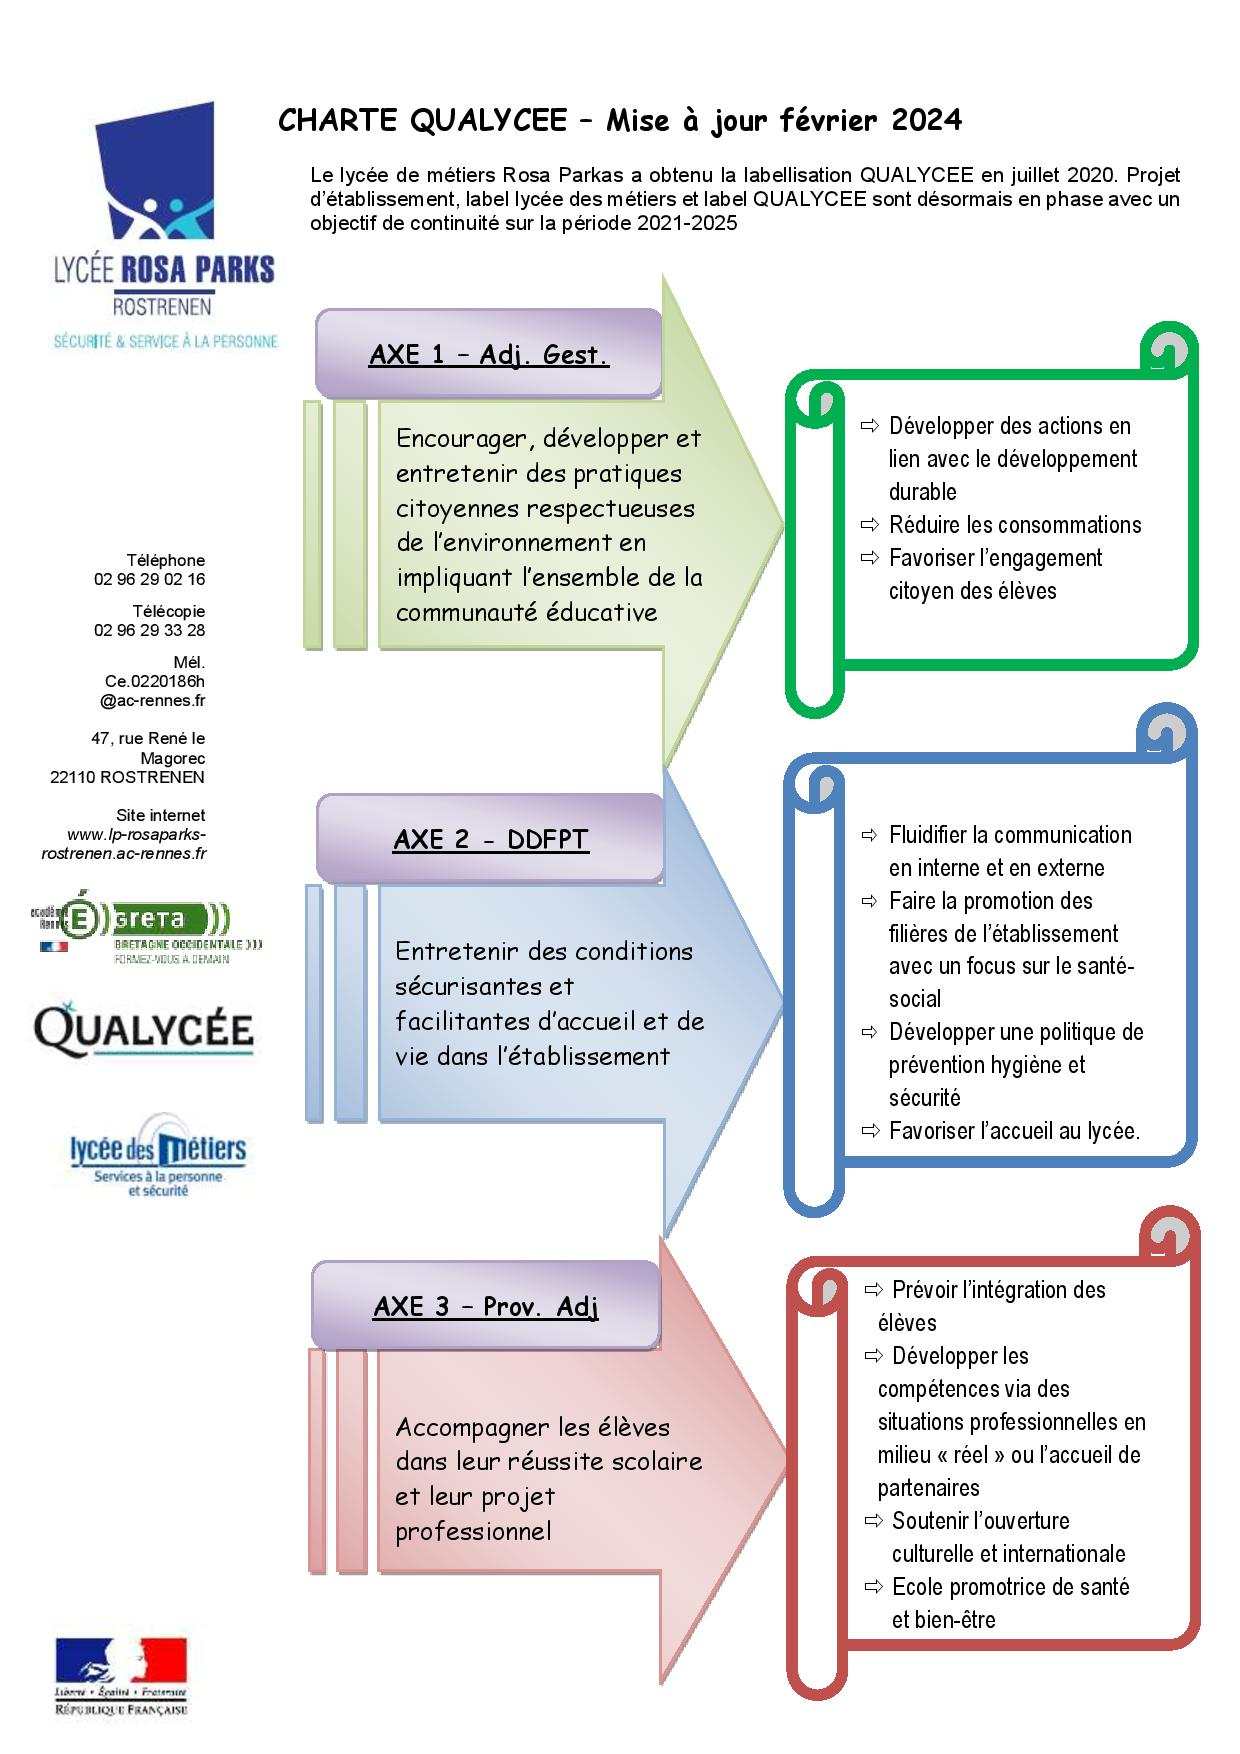 CHARTE QUALYCEE – Mise à jour février 2024
Le lycée de métiers Rosa Parkas a obtenu la labellisation QUALYCEE en juillet 2020. Projet
d’établissement, label lycée des métiers et label QUALYCEE sont désormais en phase avec un
objectif de continuité sur la période 2021-2025
LYCÉE ROSA PARKS
ROSTRENEN
SÉCURITÉ & SERVICE À LA PERSONNE
Téléphone
02 96 29 02 16
Télécopie
02 96 29 33 28
Mél.
Ce.0220186h
@ac-rennes.fr
47, rue René le
Magorec
22110 ROSTRENEN
Site internet
www.lp-rosaparks-
rostrenen.ac-rennes.fr
académie
Rennes
É
GRETA
BRETAGNE OCCIDENTALE
FORMEZ-VOUS À DEMAIN
QUALYCÉE
lycée des métiers
Services à la personne
et sécurité
Liberté • Égalité • Fraternité
RÉPUBLIQUE FRANÇAISE
AXE 1 – Adj. Gest.
Encourager, développer et
entretenir des pratiques
citoyennes respectueuses
de l’environnement en
impliquant l’ensemble de la
communauté éducative
⇨ Développer des actions en
lien avec le développement
durable
⇨ Réduire les consommations
⇨ Favoriser l’engagement
citoyen des élèves
AXE 2 - DDFPT
Entretenir des conditions
sécurisantes et
facilitantes d’accueil et de
vie dans l’établissement
⇨ Fluidifier la communication
en interne et en externe
⇨ Faire la promotion des
filières de l’établissement
avec un focus sur le santé-
social
⇨ Développer une politique de
prévention hygiène et
sécurité
⇨ Favoriser l’accueil au lycée.
AXE 3 – Prov. Adj
Accompagner les élèves
dans leur réussite scolaire
et leur projet
professionnel
⇨ Prévoir l’intégration des
élèves
⇨ Développer les
compétences via des
situations professionnelles en
milieu « réel » ou l’accueil de
partenaires
⇨ Soutenir l’ouverture
culturelle et internationale
⇨ Ecole promotrice de santé
et bien-être